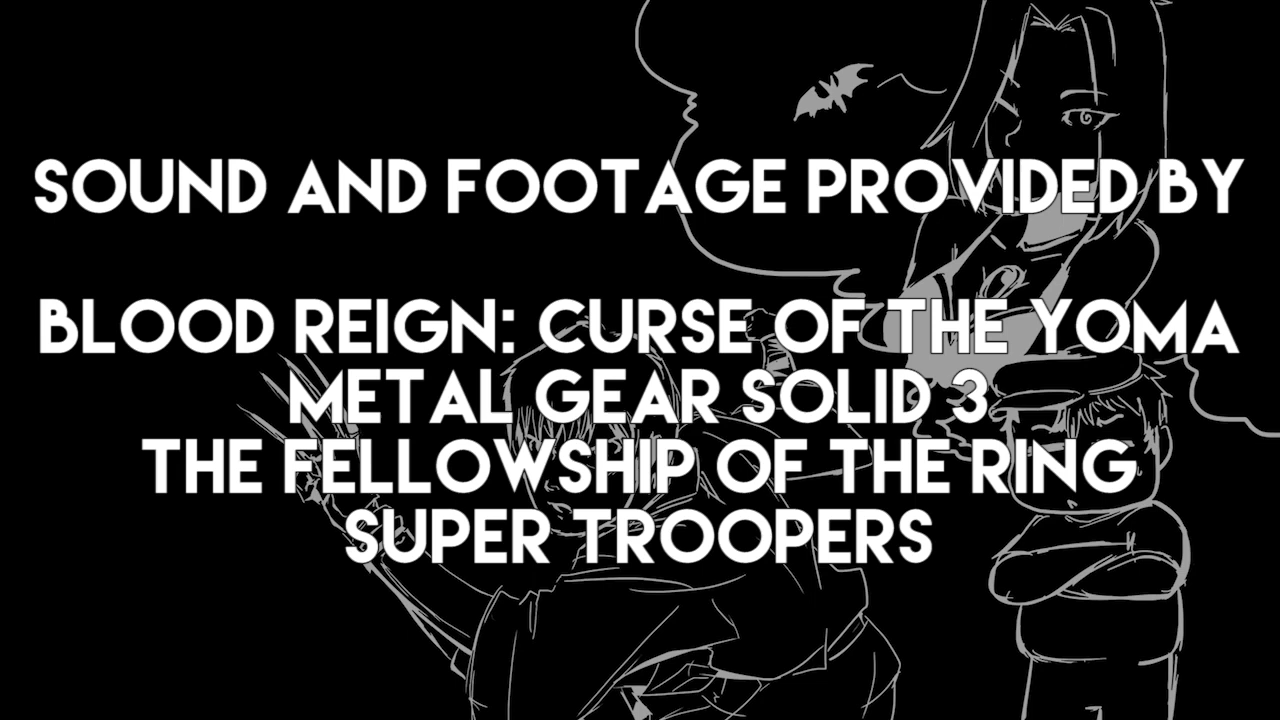 SOUND AND FOOTAGE PROVIDED BY
BLOOD REIGN: CURSE OF THE YOMA
METAL GEAR SOLID 3
THE FELLOWSHIP OF THE RING
SUPER TROOPERS